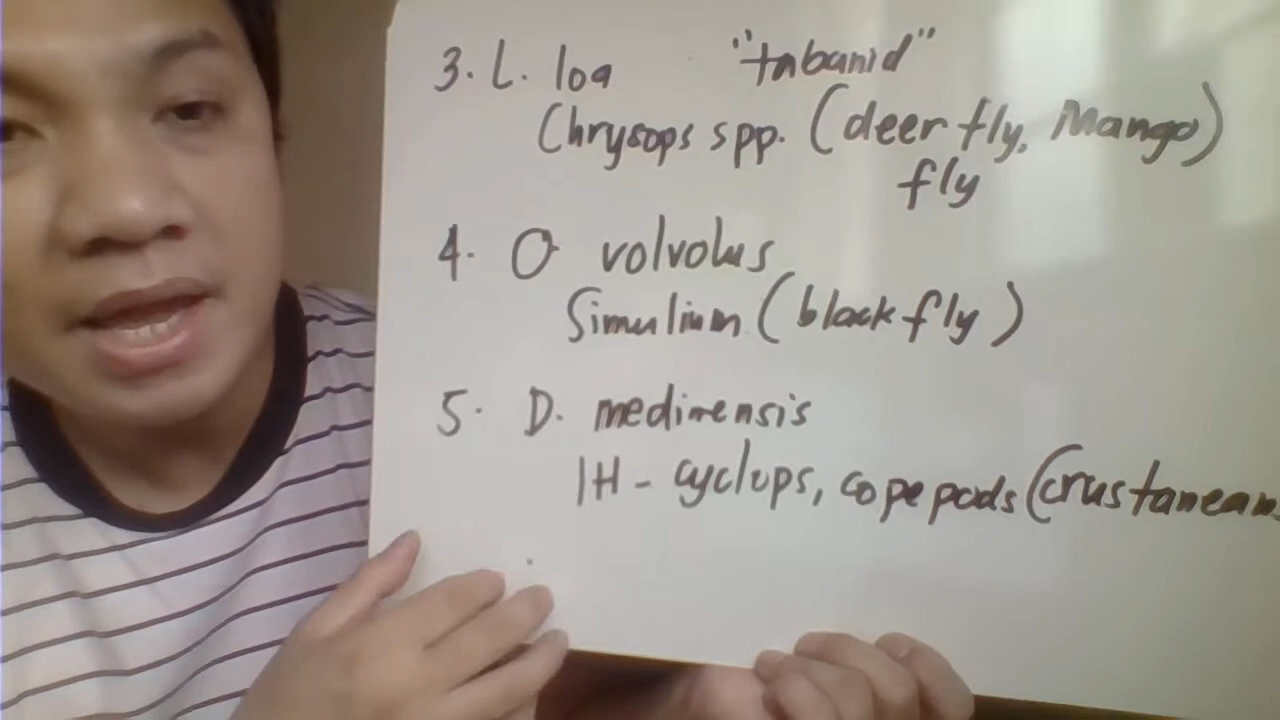 3. L. loa "tabanid"
Chrysops spp. (deer fly, Mango)
fly
4. O volvolus
Simulium (black fly)
5. D. medinensis
IH - cyclops, copepods (crustaneans